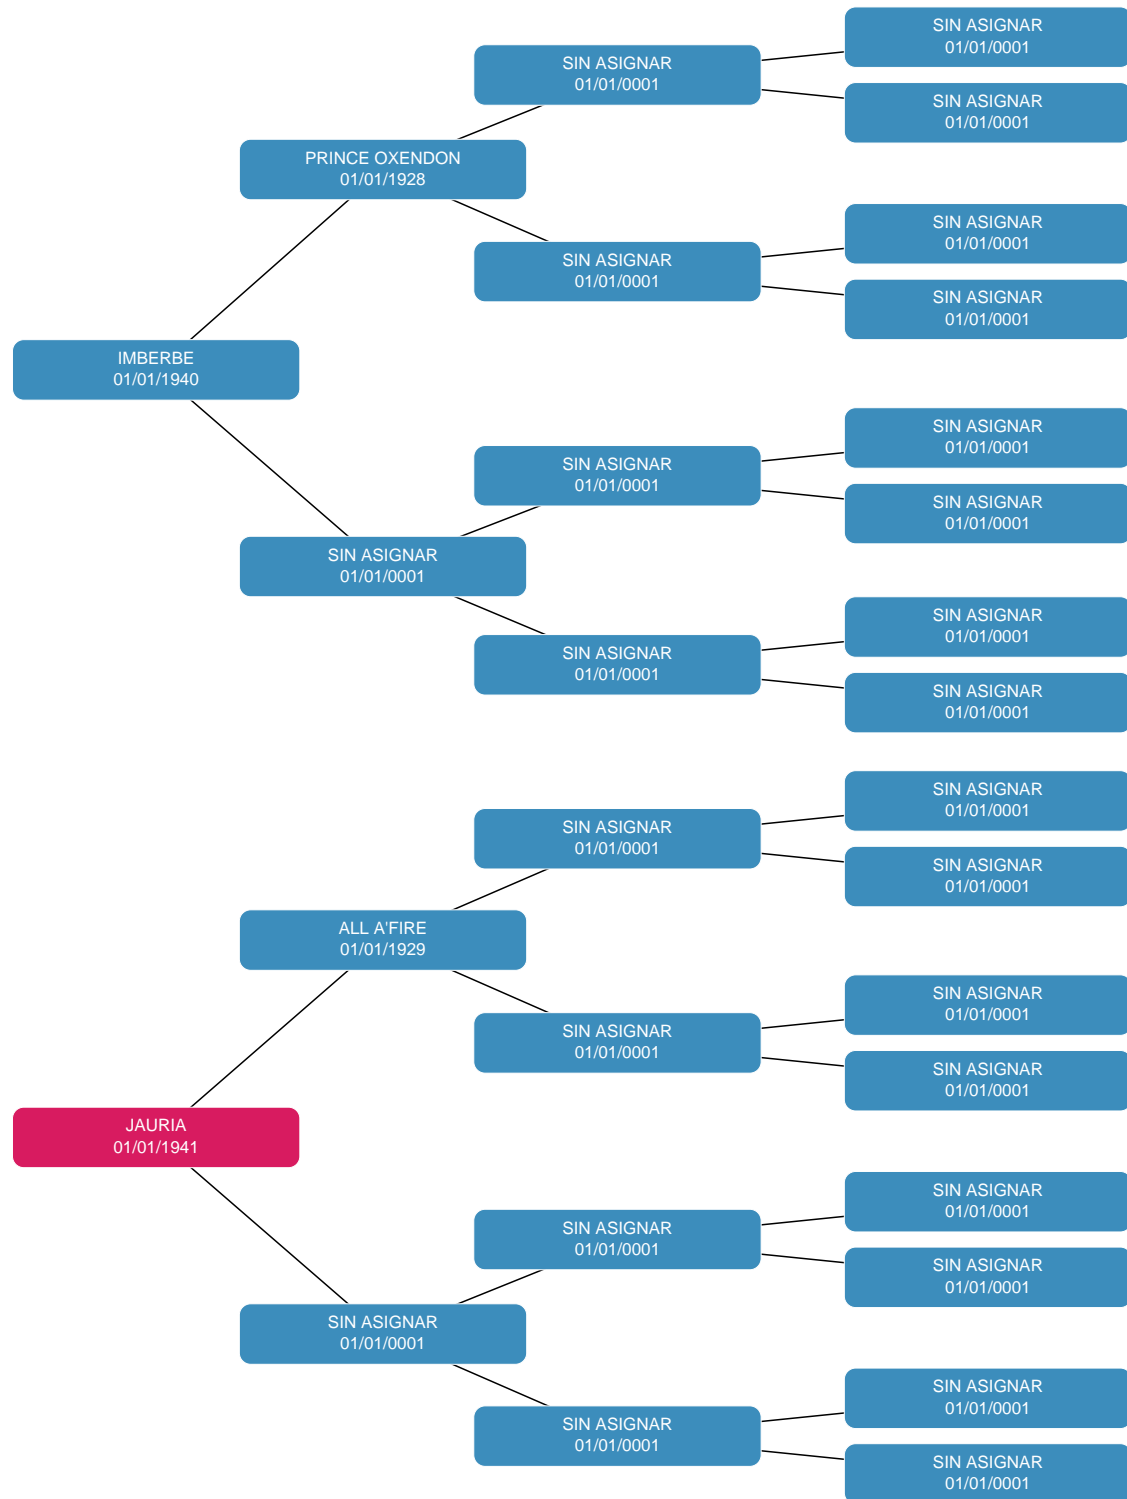 SIN ASIGNAR
01/01/0001
SIN ASIGNAR
01/01/0001
SIN ASIGNAR
01/01/0001
PRINCE OXENDON
01/01/1928
SIN ASIGNAR
01/01/0001
SIN ASIGNAR
01/01/0001
SIN ASIGNAR
01/01/0001
IMBERBE
01/01/1940
SIN ASIGNAR
01/01/0001
SIN ASIGNAR
01/01/0001
SIN ASIGNAR
01/01/0001
SIN ASIGNAR
01/01/0001
SIN ASIGNAR
01/01/0001
SIN ASIGNAR
01/01/0001
SIN ASIGNAR
01/01/0001
SIN ASIGNAR
01/01/0001
SIN ASIGNAR
01/01/0001
SIN ASIGNAR
01/01/0001
ALL A'FIRE
01/01/1929
SIN ASIGNAR
01/01/0001
SIN ASIGNAR
01/01/0001
SIN ASIGNAR
01/01/0001
JAURIA
01/01/1941
SIN ASIGNAR
01/01/0001
SIN ASIGNAR
01/01/0001
SIN ASIGNAR
01/01/0001
SIN ASIGNAR
01/01/0001
SIN ASIGNAR
01/01/0001
SIN ASIGNAR
01/01/0001
SIN ASIGNAR
01/01/0001